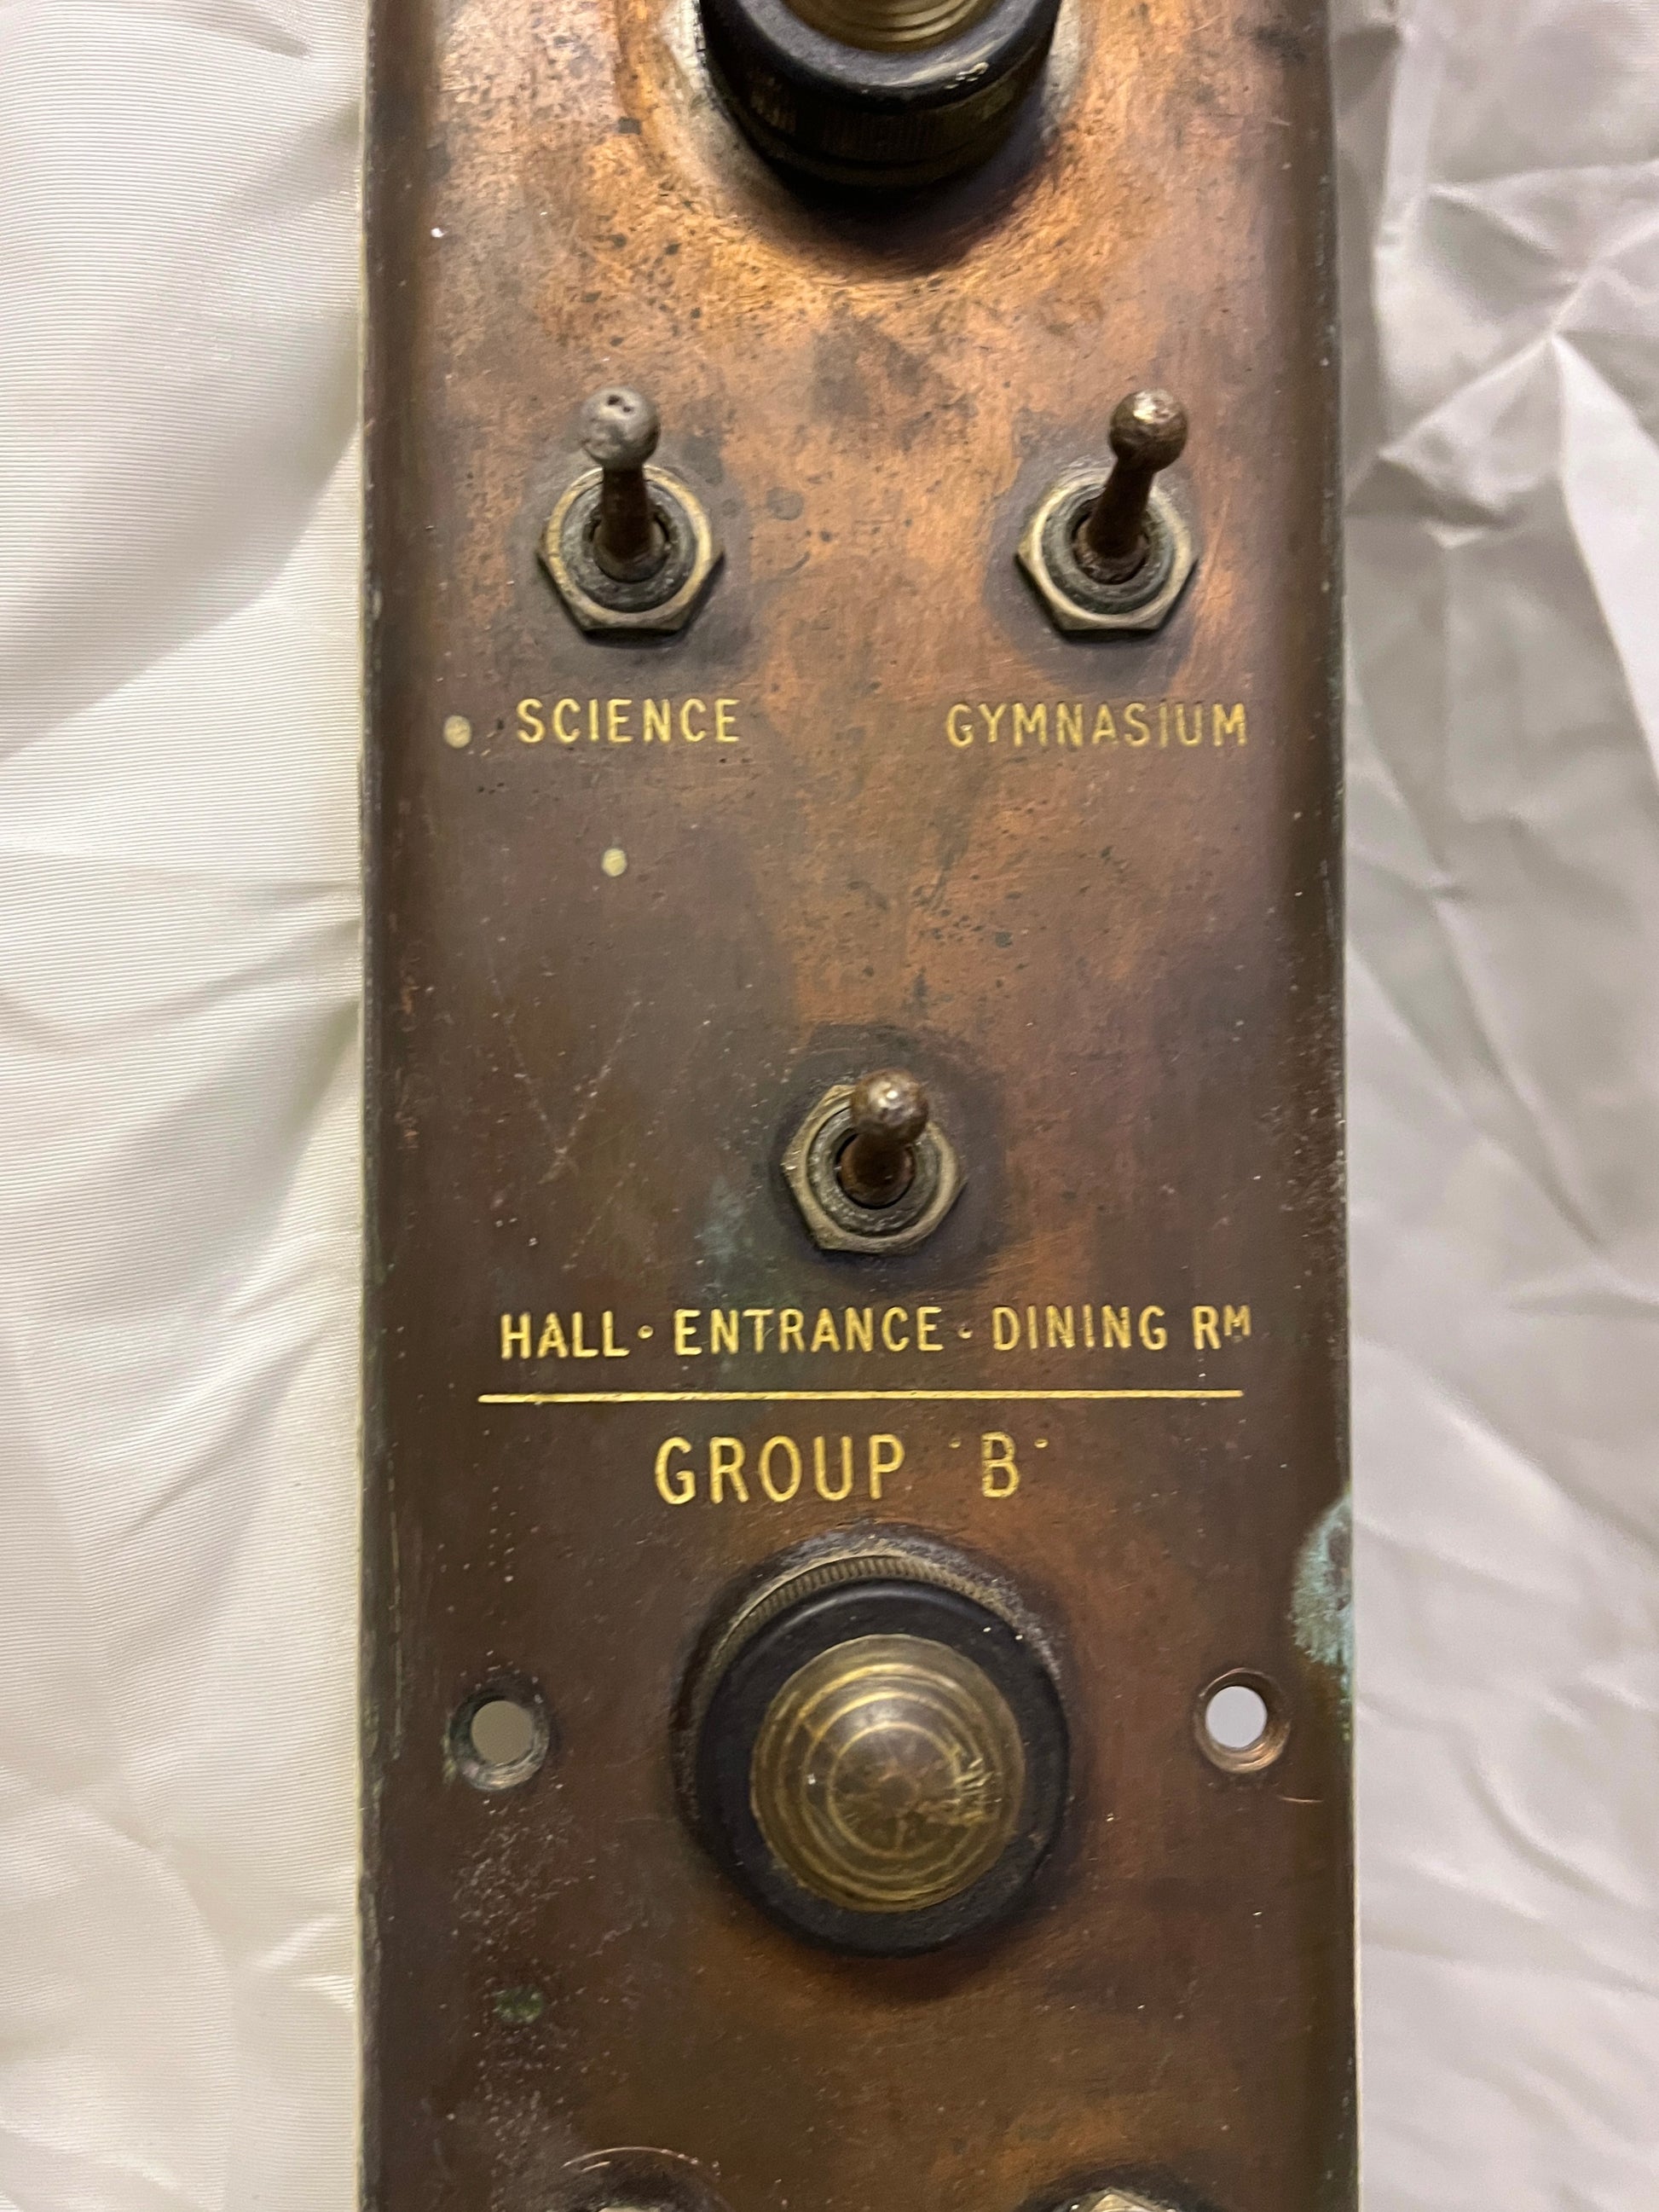 SCIENCE GYMNASIUM
HALL · ENTRANCE · DINING RM
GROUP "B"